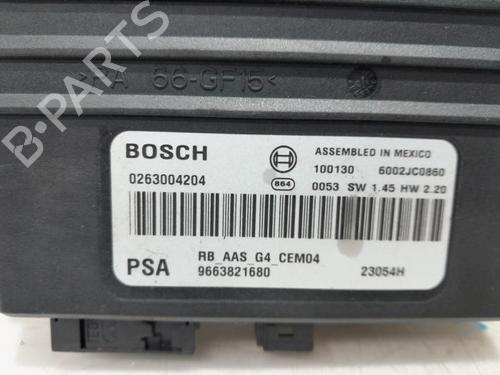 B-PARTS
>PA 66-GF15<
BOSCH
ASSEMBLED IN MEXICO
100130 6002JC0860
0263004204
864
0053 SW 1.45 HW 2.20
PSA
RB_AAS_G4_CEM04
9663821680
23054H